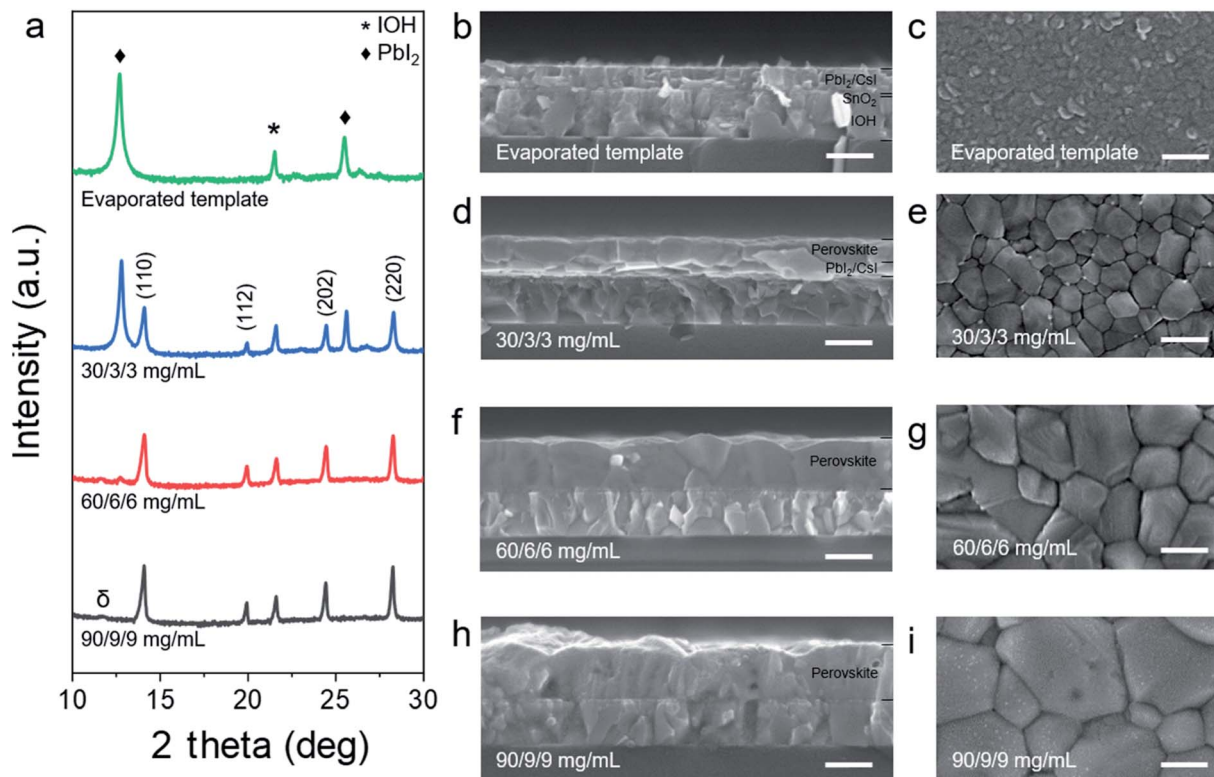 a
* IOH
♦ PbI₂
Evaporated template
(110)
(112)
(202)
(220)
30/3/3 mg/mL
60/6/6 mg/mL
δ
90/9/9 mg/mL
10 15 20 25 30
2 theta (deg)
Intensity (a.u.)
b
PbI₂/CsI
SnO₂
IOH
Evaporated template
c
Evaporated template
d
Perovskite
PbI₂/CsI
30/3/3 mg/mL
e
30/3/3 mg/mL
f
Perovskite
60/6/6 mg/mL
g
60/6/6 mg/mL
h
Perovskite
90/9/9 mg/mL
i
90/9/9 mg/mL